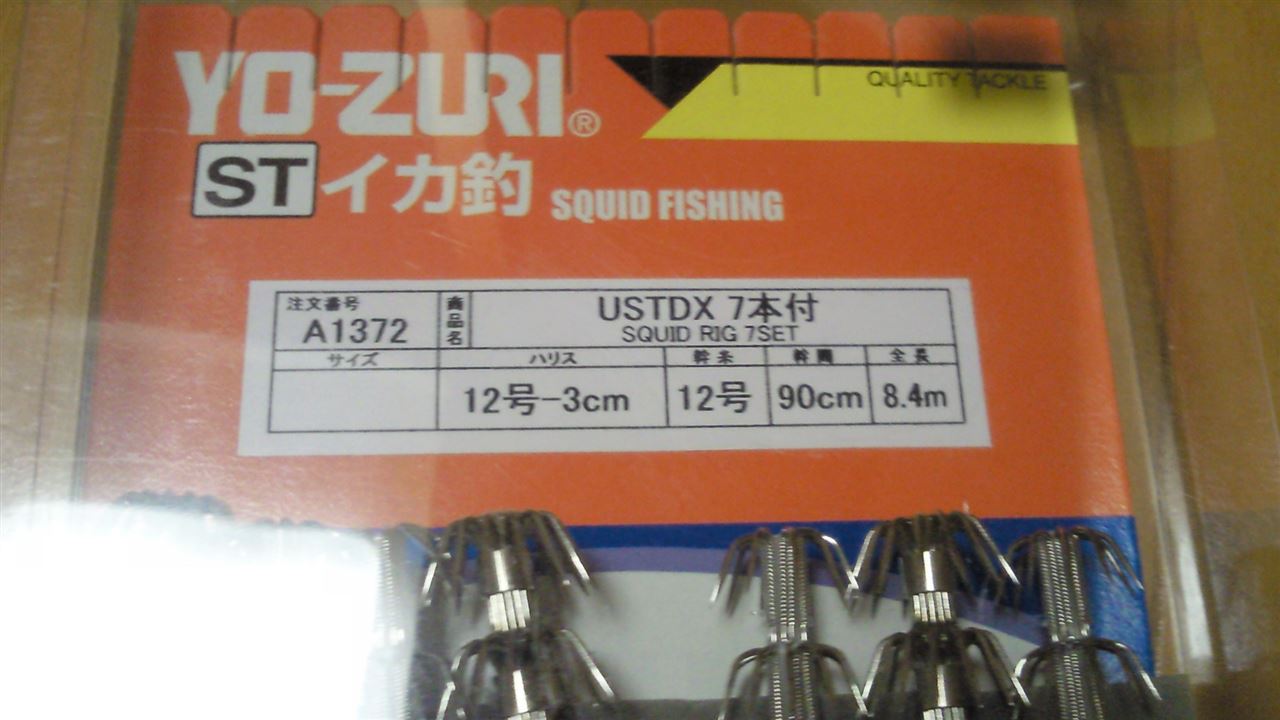 YO-ZURI®
QUALITY TACKLE
ST イカ釣 SQUID FISHING
注文番号
A1372
商品名
USTDX 7本付
SQUID RIG 7SET
サイズ ハリス 幹糸 幹間 全長
12号-3cm 12号 90cm 8.4m